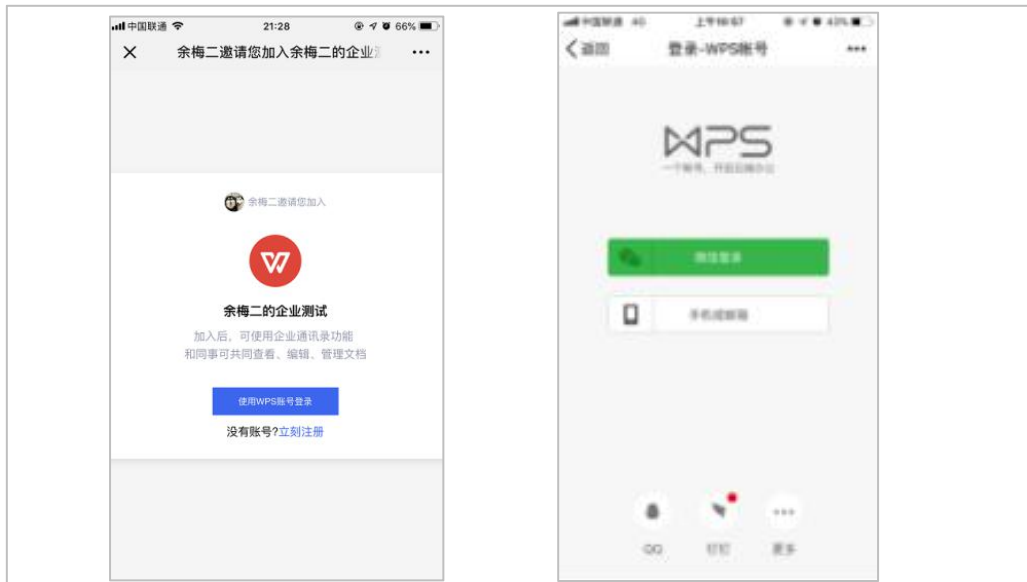 中国联通
21:28
66%
余梅二邀请您加入余梅二的企业
余梅二邀请您加入
余梅二的企业测试
加入后，可使用企业通讯录功能
和同事可共同查看、编辑、管理文档
使用WPS账号登录
没有账号?立刻注册
中国联通 4G
返回
登录-WPS账号
WPS
微信登录
手机或邮箱
QQ
钉钉
更多